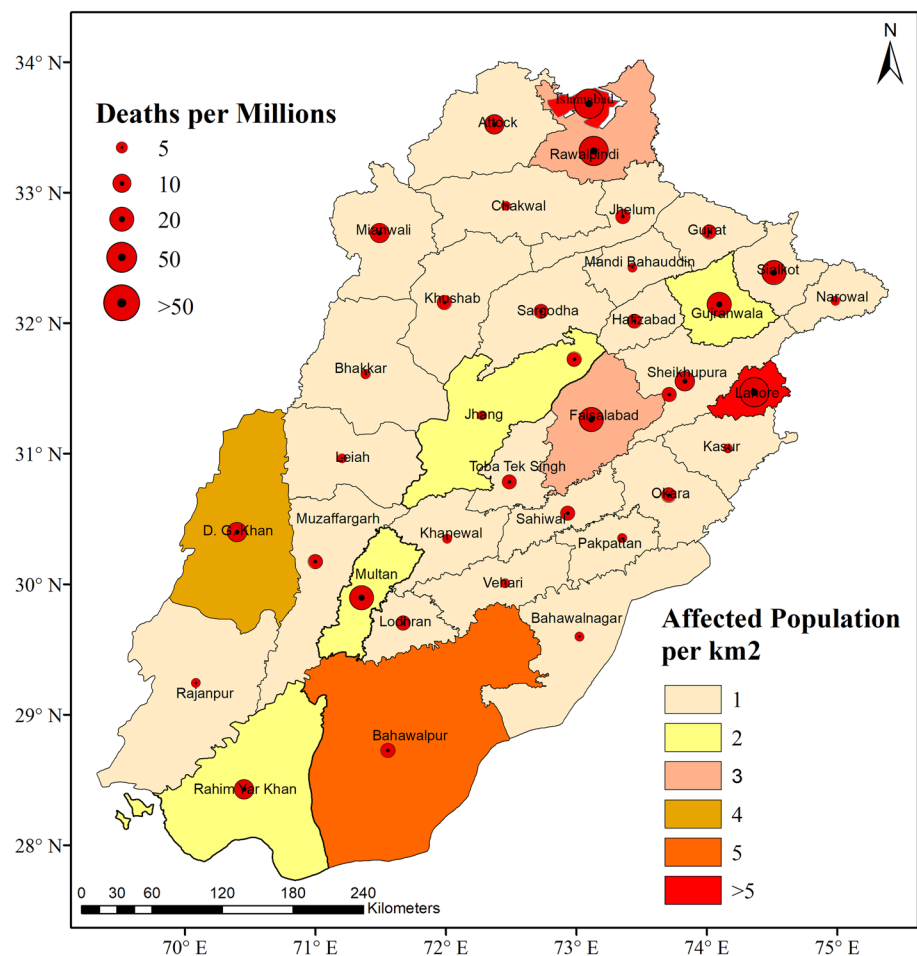 N
34° N
33° N
32° N
31° N
30° N
29° N
28° N
Deaths per Millions
5
10
20
50
>50
Islamabad
Attock
Rawalpindi
Chakwal
Jhelum
Mianwali
Gujrat
Mandi Bahauddin
Sialkot
Khushab
Narowal
Sargodha
Hafizabad
Gujranwala
Bhakkar
Sheikhupura
Lahore
Jhang
Faisalabad
Kasur
Leiah
Toba Tek Singh
Okara
Muzaffargarh
Sahiwal
D. G. Khan
Khanewal
Pakpattan
Multan
Vehari
Lodhran
Bahawalnagar
Rajanpur
Bahawalpur
Rahim Yar Khan
Affected Population
per km2
1
2
3
4
5
>5
0 30 60 120 180 240
Kilometers
70° E 71° E 72° E 73° E 74° E 75° E